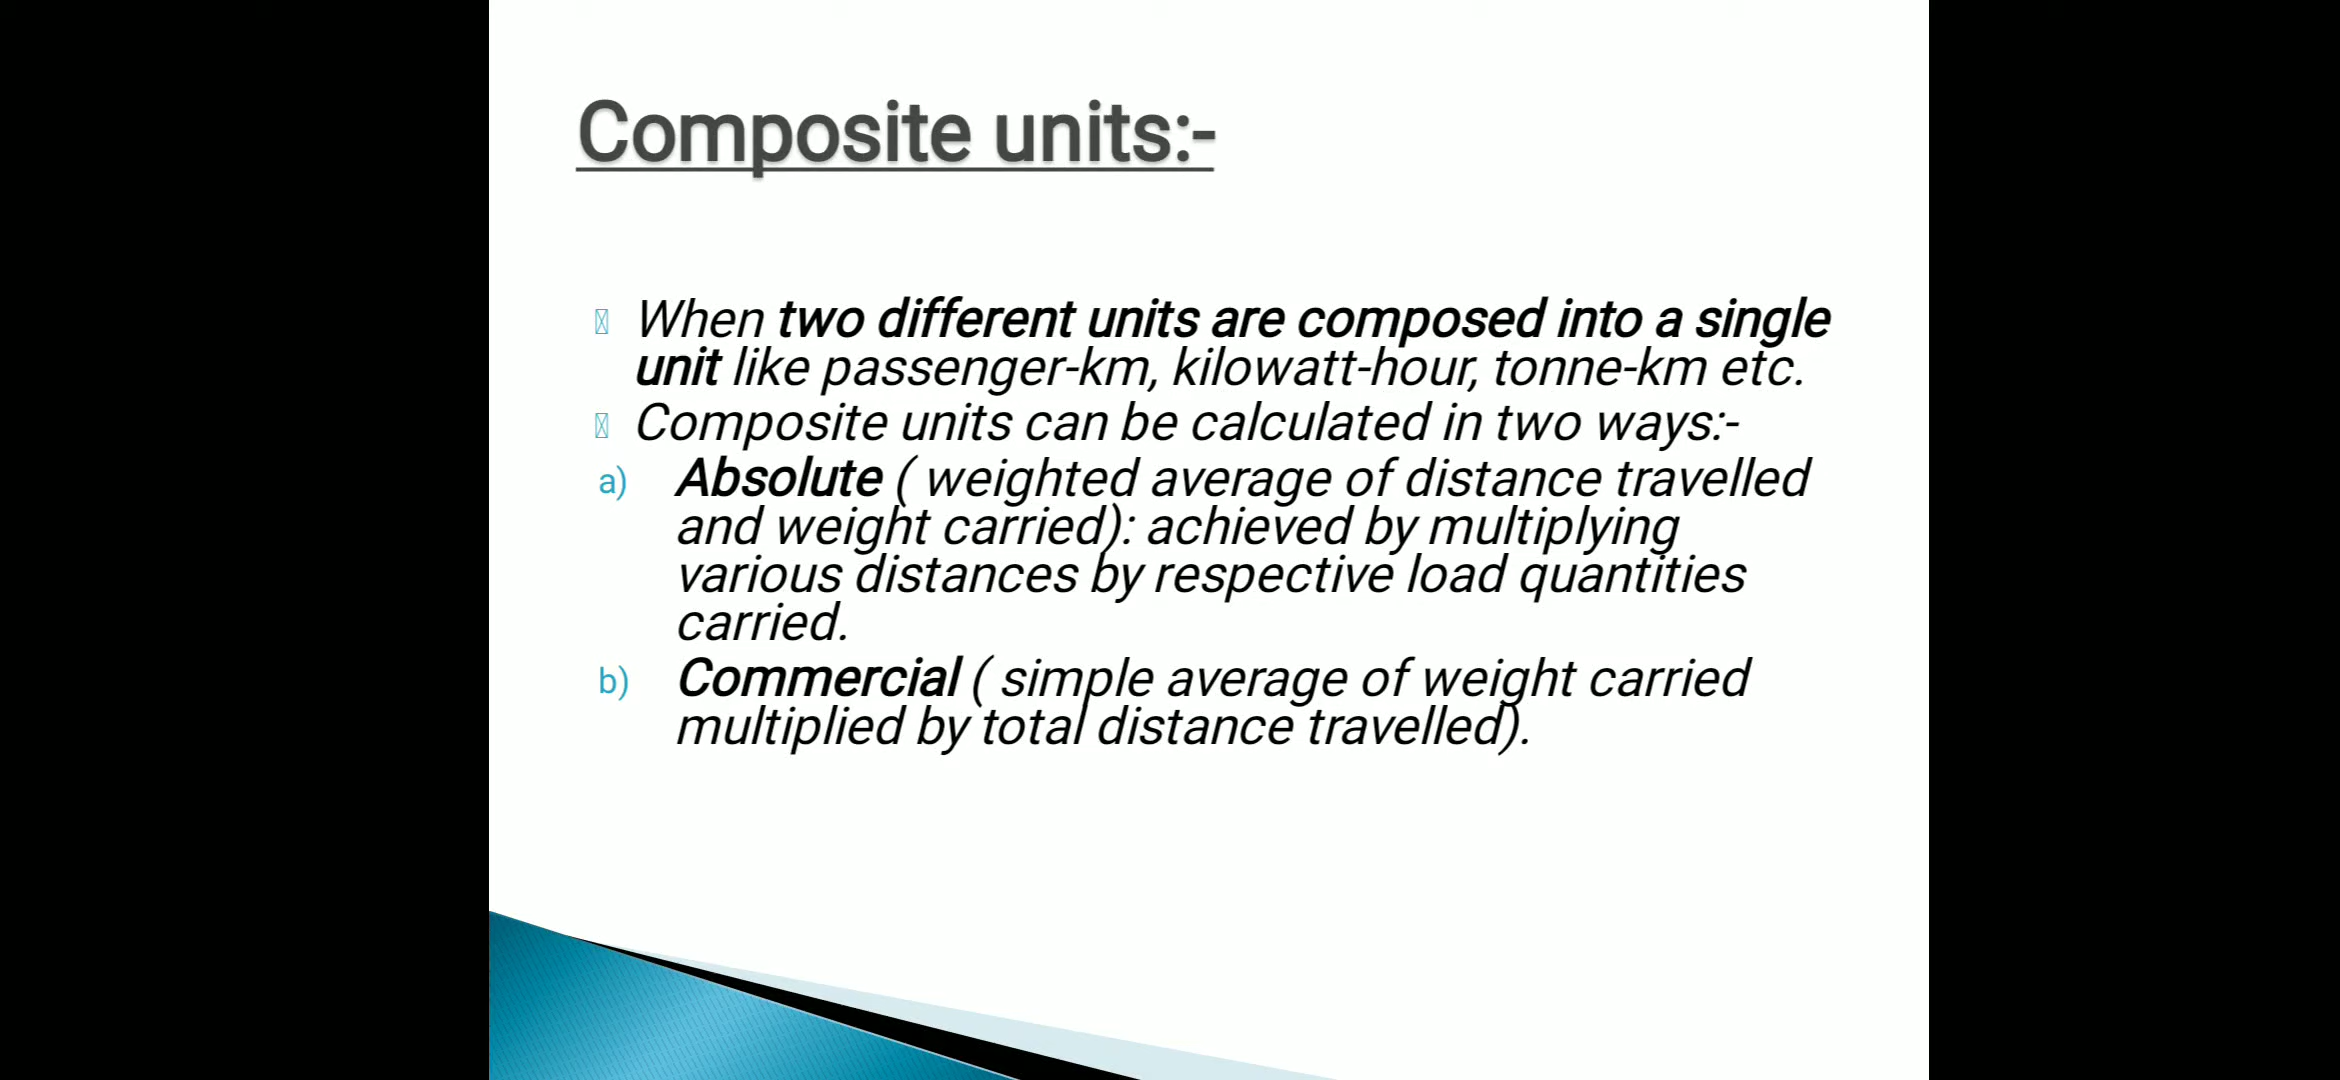 Composite units:-
When two different units are composed into a single
unit like passenger-km, kilowatt-hour, tonne-km etc.
Composite units can be calculated in two ways:-
a) Absolute ( weighted average of distance travelled
and weight carried): achieved by multiplying
various distances by respective load quantities
carried.
b) Commercial ( simple average of weight carried
multiplied by total distance travelled).